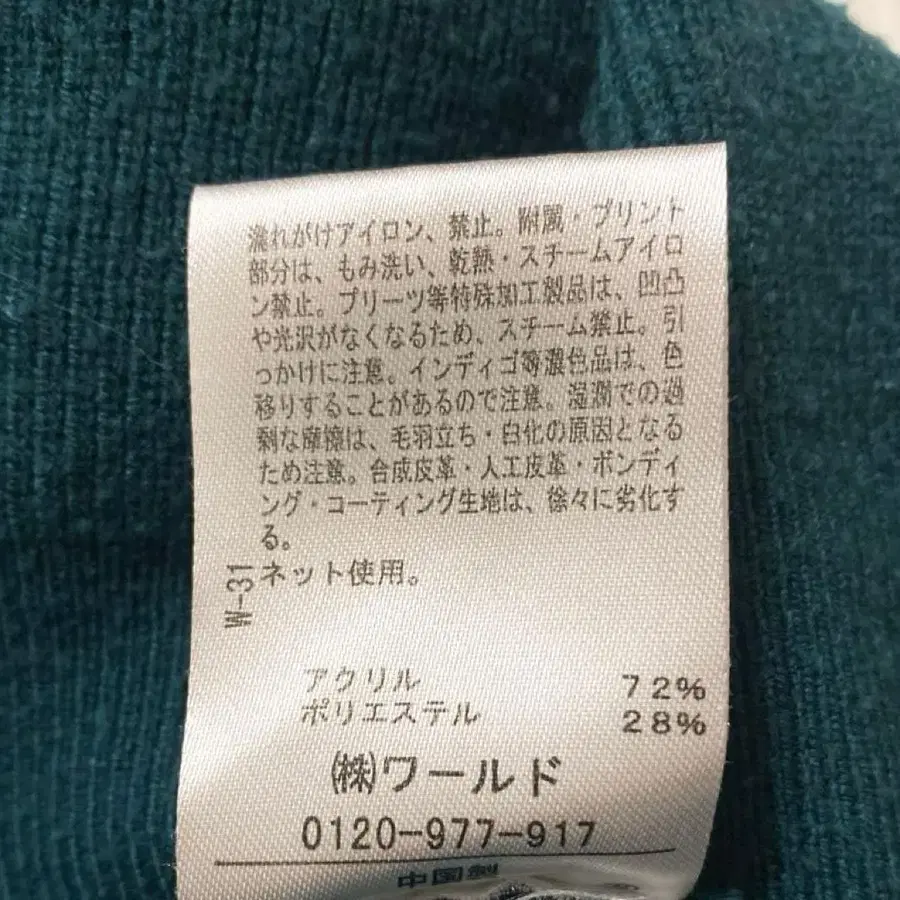 濡れがけアイロン、禁止。附属・プリント
部分は、もみ洗い、乾熱・スチームアイロ
ン禁止。プリーツ等特殊加工製品は、凹凸
や光沢がなくなるため、スチーム禁止。引
っかけに注意。インディゴ等濃色品は、色
移りすることがあるので注意。湿潤での過
剰な摩擦は、毛羽立ち・白化の原因となる
ため注意。合成皮革・人工皮革・ボンディ
ング・コーティング生地は、徐々に劣化す
る。
ネット使用。
W-31
アクリル 72%
ポリエステル 28%
㈱ワールド
0120-977-917
中国製